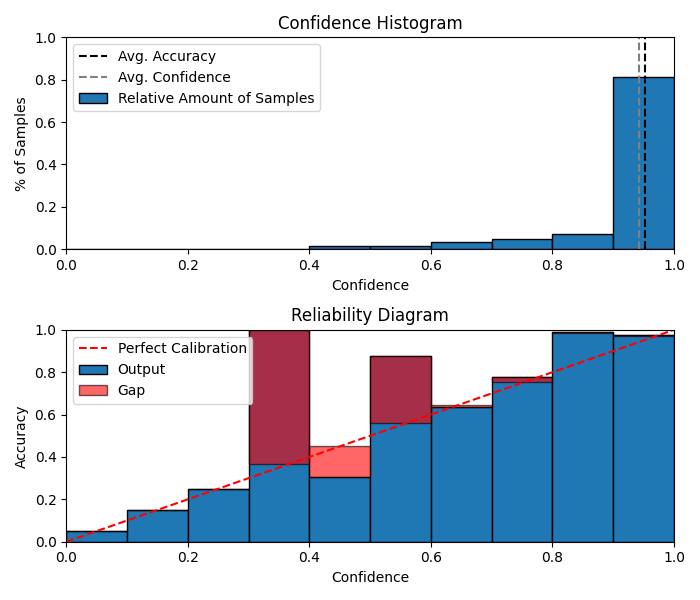 Confidence Histogram
1.0
0.8
0.6
0.4
0.2
0.0
% of Samples
Avg. Accuracy
Avg. Confidence
Relative Amount of Samples
0.0 0.2 0.4 0.6 0.8 1.0
Confidence
Reliability Diagram
1.0
0.8
0.6
0.4
0.2
0.0
Accuracy
Perfect Calibration
Output
Gap
0.0 0.2 0.4 0.6 0.8 1.0
Confidence